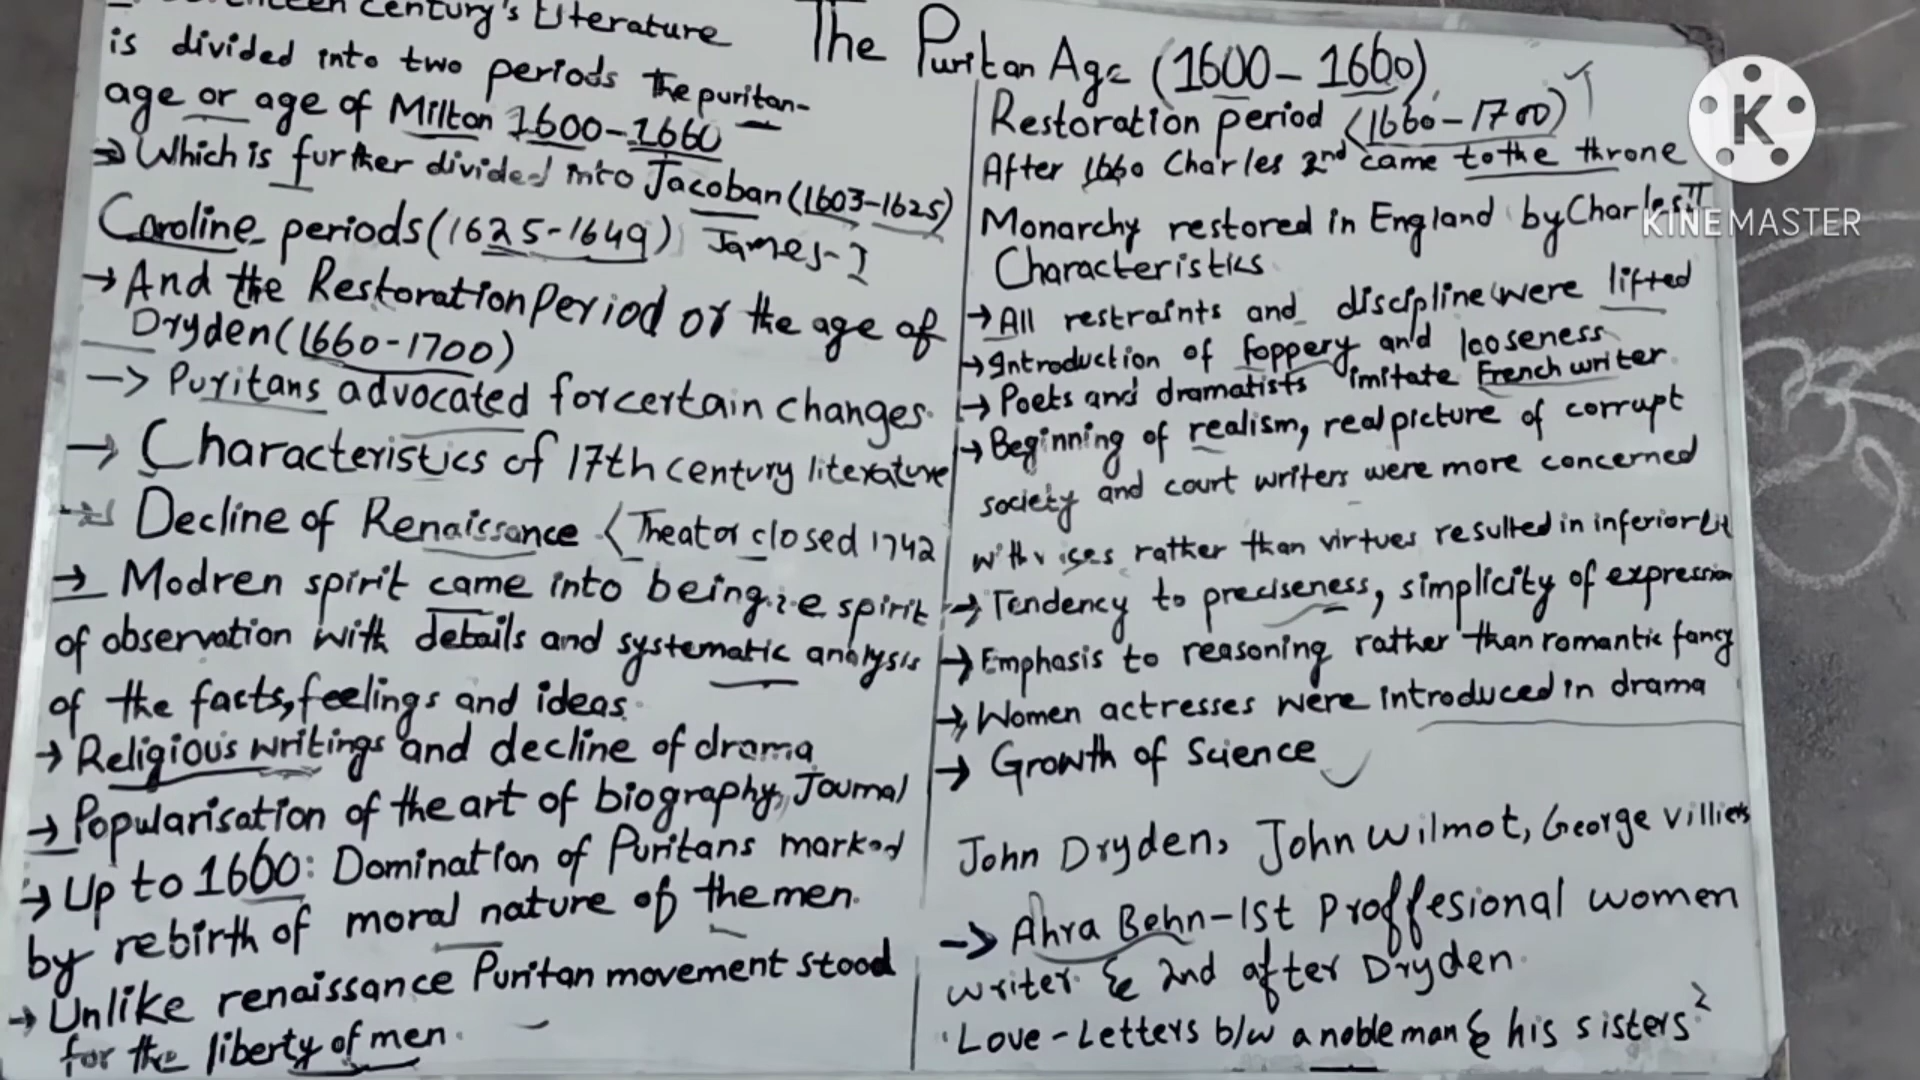 The Puritan Age (1600-1660)
Century's Literature
is divided into two periods the puritan-
age or age of Milton 1600-1660
→ Which is further divided into Jacoban (1603-1625)
Caroline periods (1625-1649) James-I
→ And the Restoration Period or the age of
Dryden (1660-1700)
→ Puritans advocated for certain changes.
→ Characteristics of 17th century literature
Decline of Renaissance (Theator closed 1742
→ Modren spirit came into being i.e spirit
of observation with details and systematic analysis
of the facts, feelings and ideas.
→ Religious writings and decline of drama
→ Popularisation of the art of biography, Journal
→ Up to 1660: Domination of Puritans marked
by rebirth of moral nature of the men.
→ Unlike renaissance Puritan movement stood
for the liberty of men.
Restoration period (1660-1700)
After 1660 Charles 2nd came to the throne
Monarchy restored in England by Charles II
Characteristics
→ All restraints and discipline were lifted
→ Introduction of foppery and looseness
→ Poets and dramatists imitate French writer
→ Beginning of realism, real picture of corrupt
society and court writers were more concerned
with vices rather than virtues resulted in inferior Lit
→ Tendency to preciseness, simplicity of expression
→ Emphasis to reasoning rather than romantic fancy
→ Women actresses were introduced in drama
→ Growth of Science
John Dryden, John Wilmot, George Villiers
→ Ahra Behn-1st Proffesional women
writer & 2nd after Dryden.
Love-Letters b/w a nobleman & his sisters
K
KINEMASTER